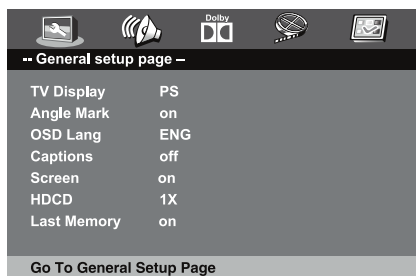 Dolby
-- General setup page --
TV Display PS
Angle Mark on
OSD Lang ENG
Captions off
Screen on
HDCD 1X
Last Memory on
Go To General Setup Page